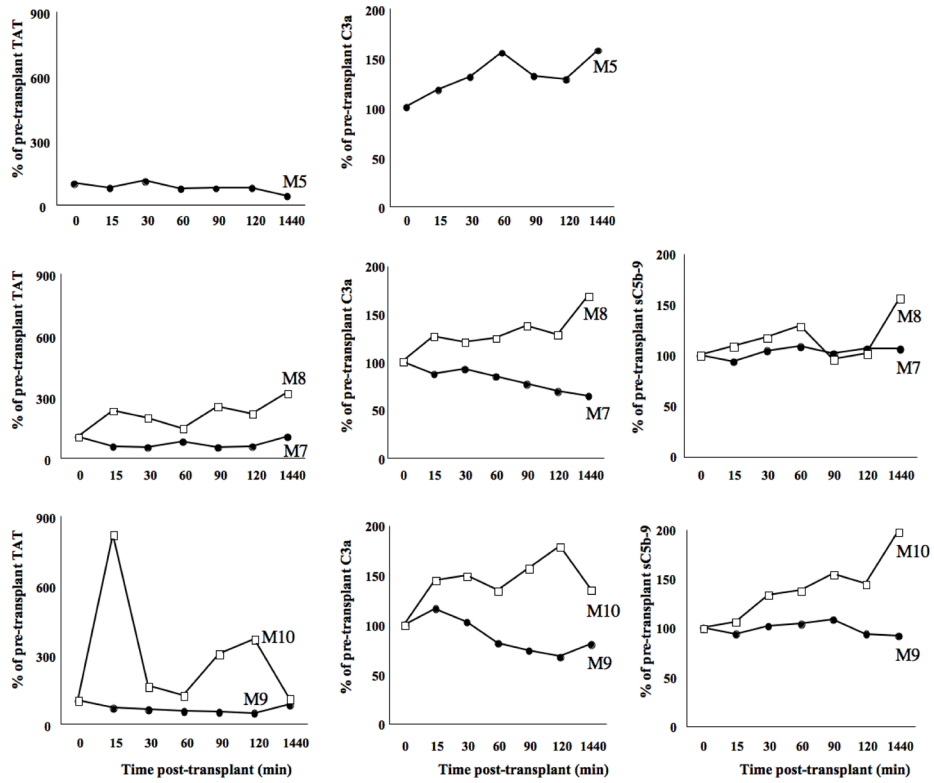 % of pre-transplant TAT
900
600
300
0
M5
0 15 30 60 90 120 1440
% of pre-transplant C3a
200
150
100
50
0
M5
0 15 30 60 90 120 1440
% of pre-transplant TAT
900
600
300
0
M8
M7
0 15 30 60 90 120 1440
% of pre-transplant C3a
200
150
100
50
0
M8
M7
0 15 30 60 90 120 1440
% of pre-transplant sC5b-9
200
150
100
50
0
M8
M7
0 15 30 60 90 120 1440
% of pre-transplant TAT
900
600
300
0
M10
M9
0 15 30 60 90 120 1440
Time post-transplant (min)
% of pre-transplant C3a
200
150
100
50
0
M10
M9
0 15 30 60 90 120 1440
Time post-transplant (min)
% of pre-transplant sC5b-9
200
150
100
50
0
M10
M9
0 15 30 60 90 120 1440
Time post-transplant (min)